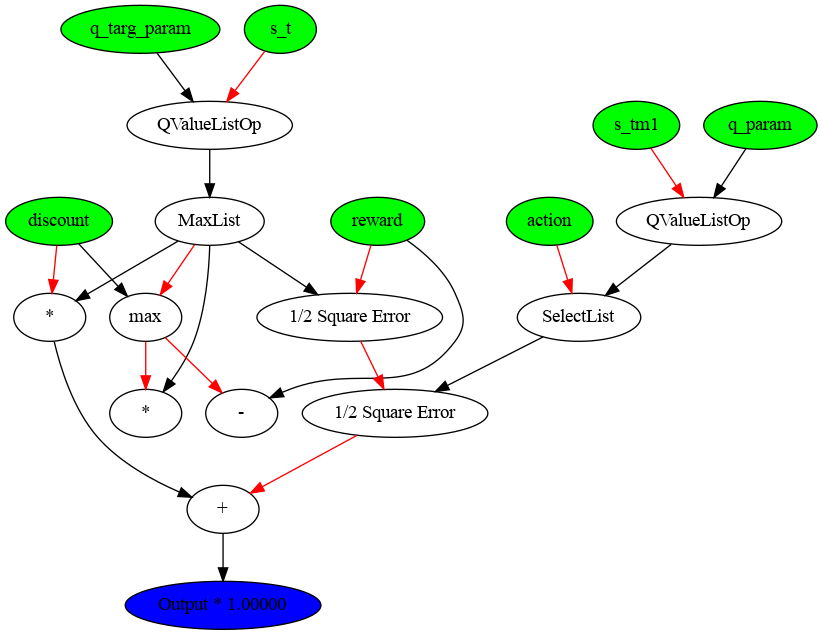 q_targ_param
s_t
QValueListOp
s_tm1
q_param
discount
MaxList
reward
action
QValueListOp
*
max
1/2 Square Error
SelectList
*
-
1/2 Square Error
+
Output * 1.00000